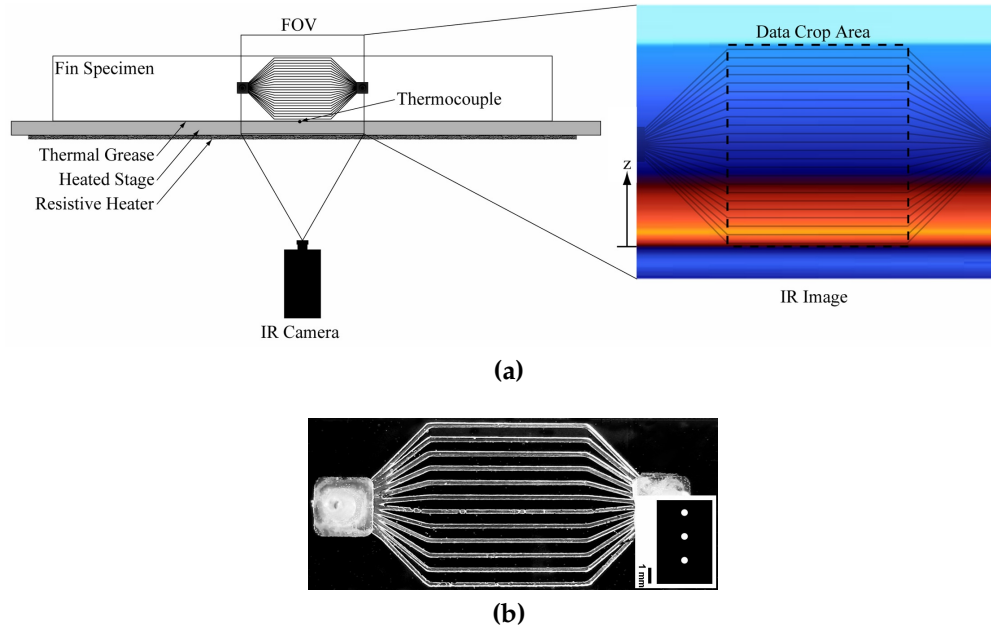 FOV
Data Crop Area
Fin Specimen
Thermocouple
Thermal Grease
Heated Stage
Resistive Heater
z
IR Camera
IR Image
(a)
1 mm
(b)